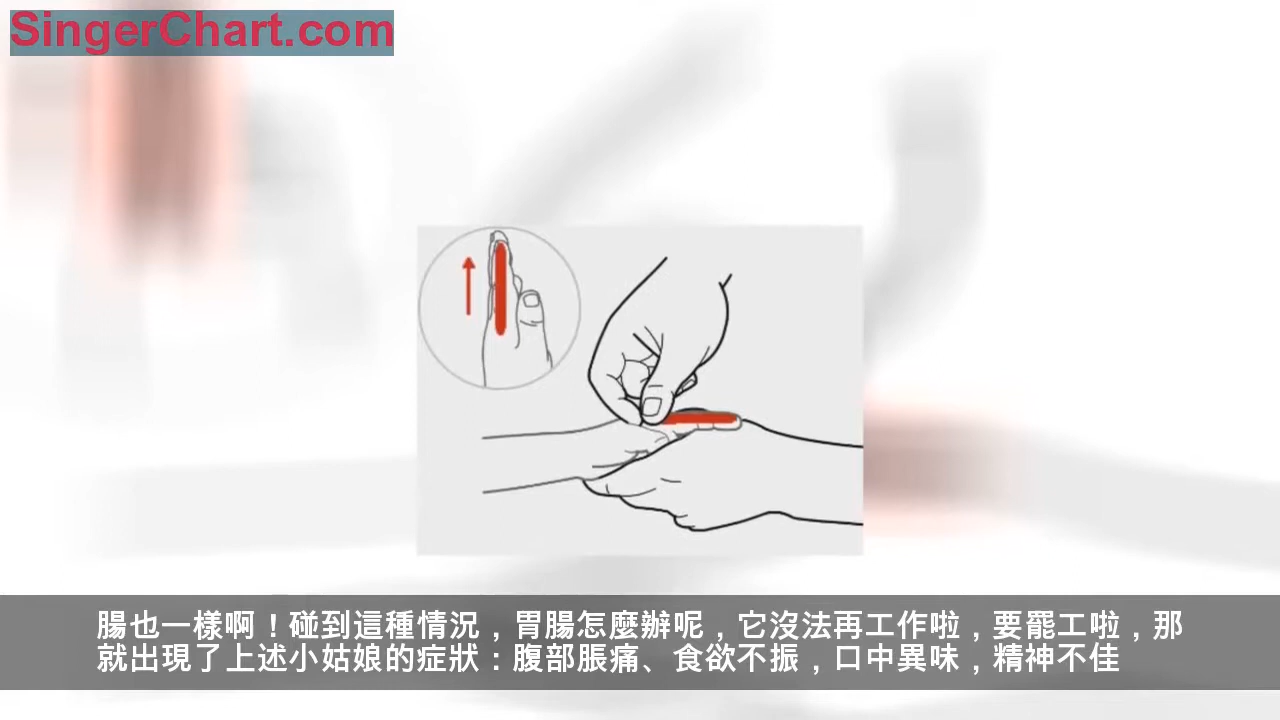 SingerChart.com
腸也一樣啊！碰到這種情況，胃腸怎麼辦呢，它沒法再工作啦，要罷工啦，那
就出現了上述小姑娘的症狀：腹部脹痛、食欲不振，口中異味，精神不佳